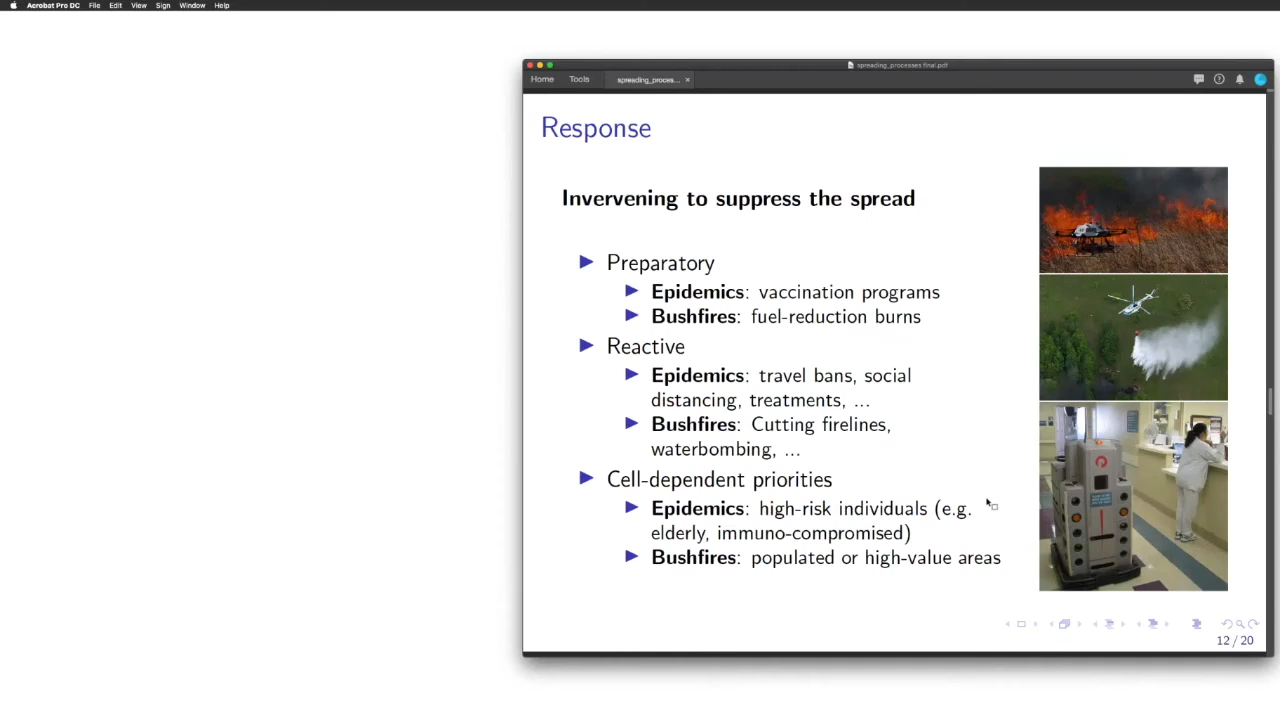 Acrobat Pro DC File Edit View Sign Window Help
spreading_processes final.pdf
Home Tools spreading_proces... ×
Response
Invervening to suppress the spread
Preparatory
Epidemics: vaccination programs
Bushfires: fuel-reduction burns
Reactive
Epidemics: travel bans, social
distancing, treatments, ...
Bushfires: Cutting firelines,
waterbombing, ...
Cell-dependent priorities
Epidemics: high-risk individuals (e.g.
elderly, immuno-compromised)
Bushfires: populated or high-value areas
12 / 20